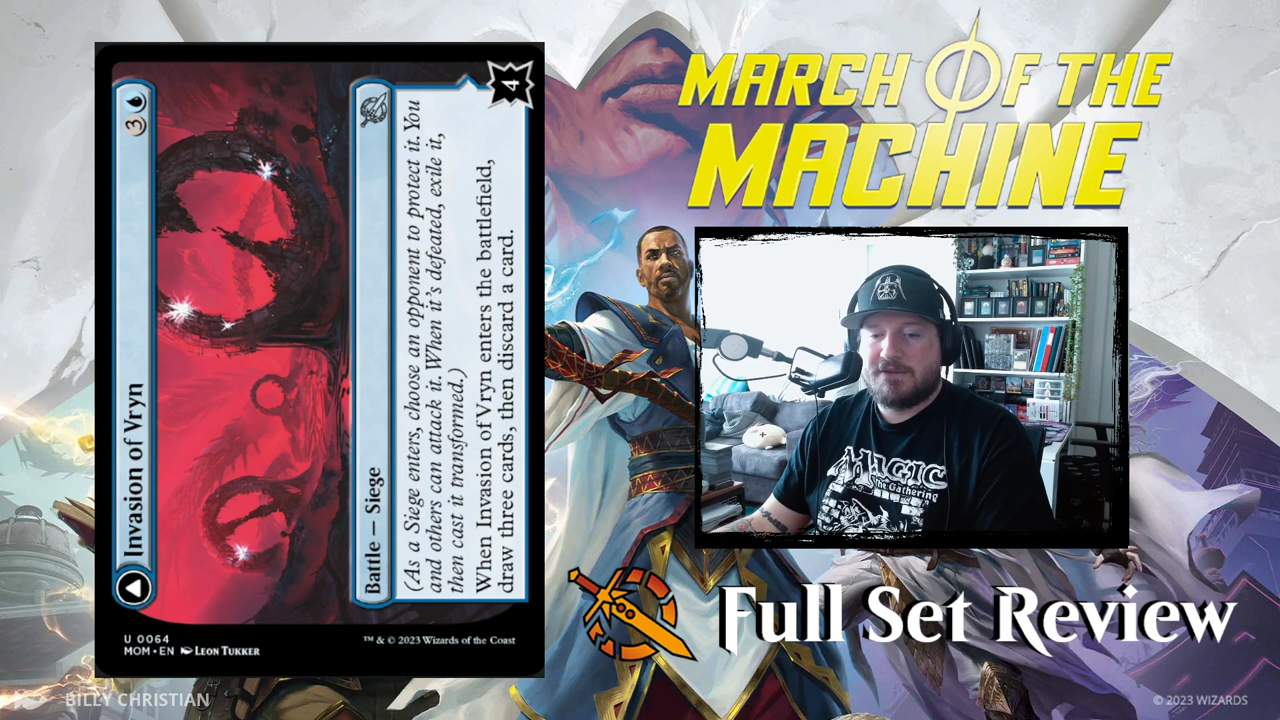 Invasion of Vryn
3
Battle – Siege
4
(As a Siege enters, choose an opponent to protect it. You
and others can attack it. When it's defeated, exile it,
then cast it transformed.)
When Invasion of Vryn enters the battlefield,
draw three cards, then discard a card.
U 0064
MOM • EN LEON TUKKER
™ & © 2023 Wizards of the Coast
MARCH OF THE
MACHINE
MAGIC
the Gathering
Full Set Review
BILLY CHRISTIAN
© 2023 WIZARDS